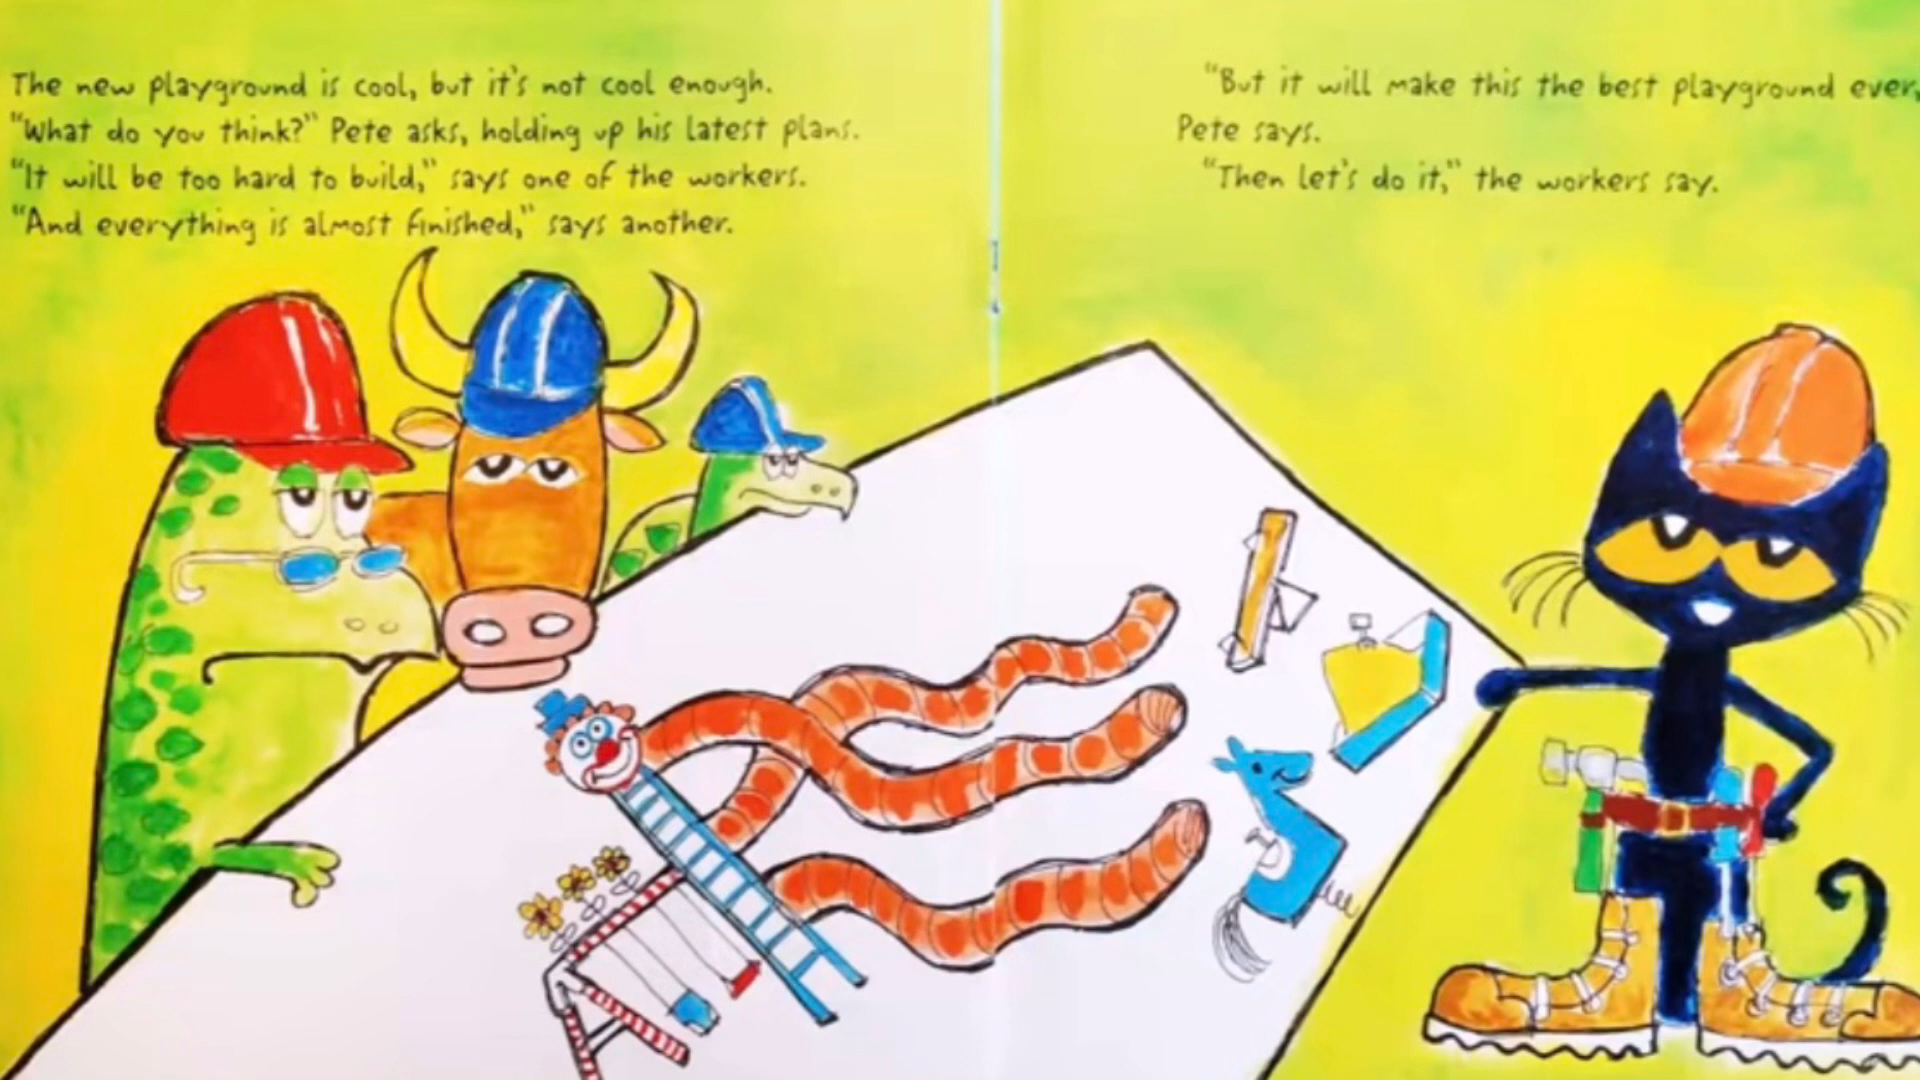 The new playground is cool, but it's not cool enough.
"What do you think?" Pete asks, holding up his latest plans.
"It will be too hard to build," says one of the workers.
"And everything is almost finished," says another.
"But it will make this the best playground ever,
Pete says.
"Then let's do it," the workers say.